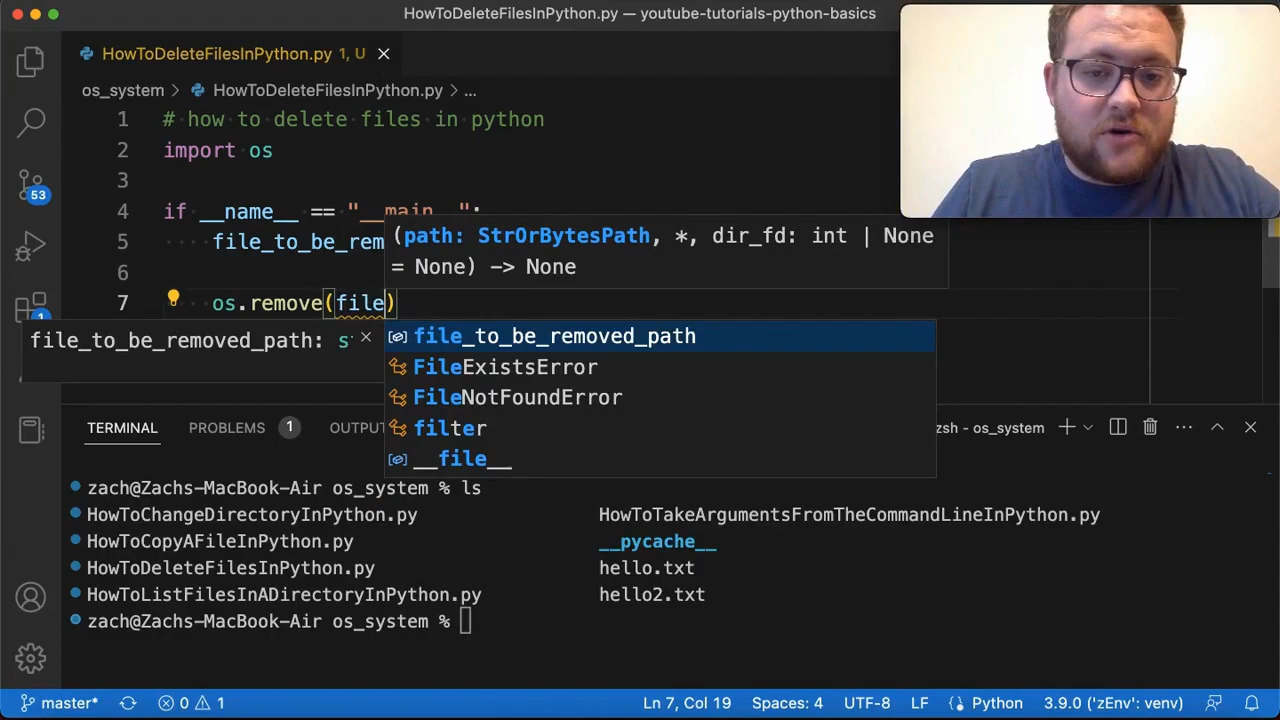 HowToDeleteFilesInPython.py — youtube-tutorials-python-basics
HowToDeleteFilesInPython.py 1, U
os_system > HowToDeleteFilesInPython.py > ...
1 # how to delete files in python
2 import os
3
4 if __name__ == "__main__":
5 file_to_be_rem
6
7 os.remove(file)
(path: StrOrBytesPath, *, dir_fd: int | None
= None) -> None
file_to_be_removed_path: s
file_to_be_removed_path
FileExistsError
FileNotFoundError
filter
__file__
53
1
TERMINAL PROBLEMS 1 OUTPU zsh - os_system
zach@Zachs-MacBook-Air os_system % ls
HowToChangeDirectoryInPython.py HowToTakeArgumentsFromTheCommandLineInPython.py
HowToCopyAFileInPython.py __pycache__
HowToDeleteFilesInPython.py hello.txt
HowToListFilesInADirectoryInPython.py hello2.txt
zach@Zachs-MacBook-Air os_system %
master* 0 1 Ln 7, Col 19 Spaces: 4 UTF-8 LF Python 3.9.0 ('zEnv': venv)